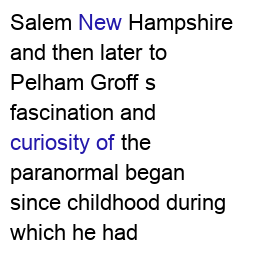 Salem New Hampshire
and then later to
Pelham Groff s
fascination and
curiosity of the
paranormal began
since childhood during
which he had